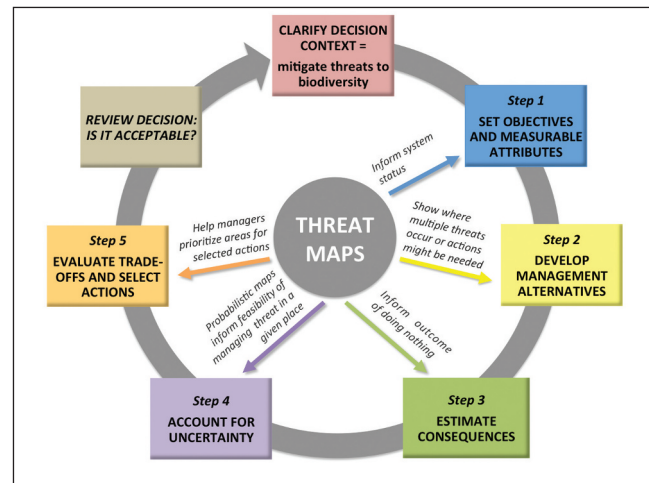 CLARIFY DECISION
CONTEXT =
mitigate threats to
biodiversity
Step 1
SET OBJECTIVES
AND MEASURABLE
ATTRIBUTES
Inform system
status
Step 2
DEVELOP
MANAGEMENT
ALTERNATIVES
Show where
multiple threats
occur or actions
might be needed
Step 3
ESTIMATE
CONSEQUENCES
Inform outcome
of doing nothing
Step 4
ACCOUNT FOR
UNCERTAINTY
Probabilistic maps
inform feasibility of
managing threat in a
given place
Step 5
EVALUATE TRADE-
OFFS AND SELECT
ACTIONS
Help managers
prioritize areas for
selected actions
REVIEW DECISION:
IS IT ACCEPTABLE?
THREAT
MAPS